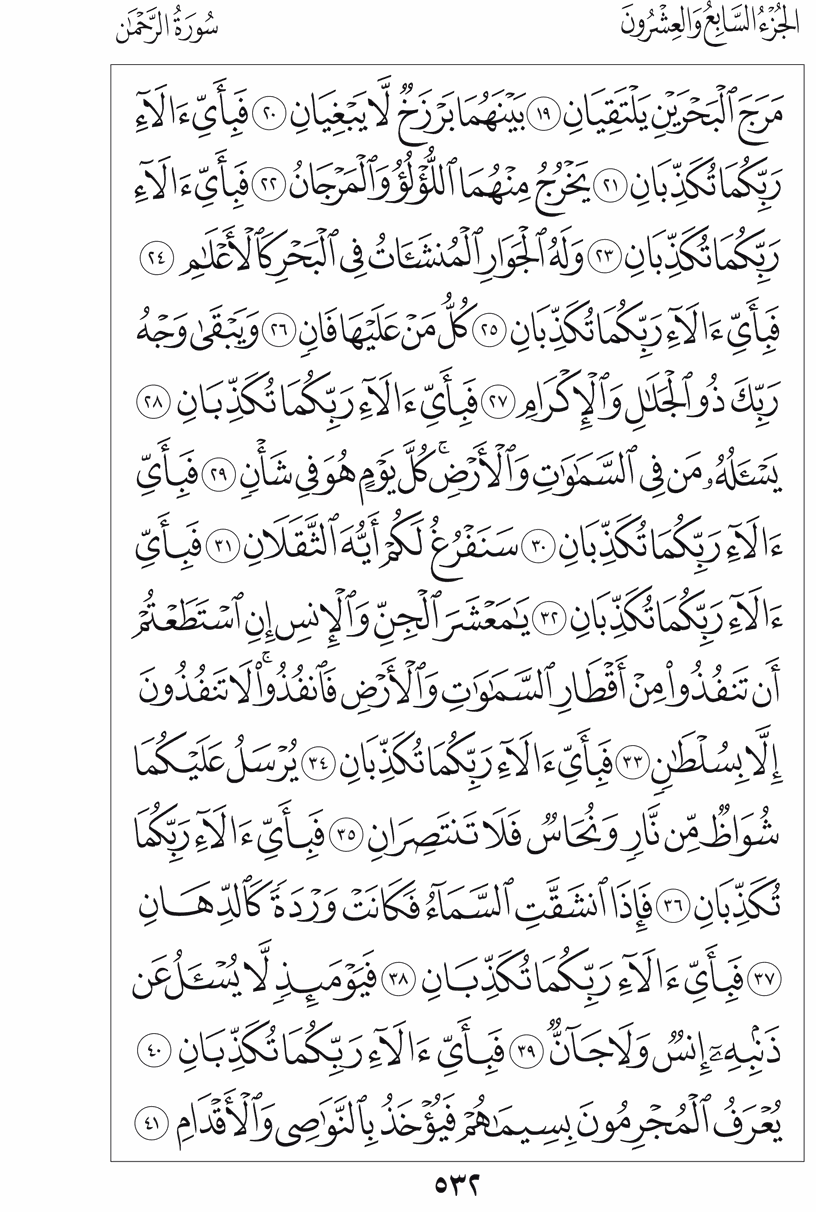 الجُزْءُ السَّابِعُ وَالعِشْرُونَ
سُورَةُ الرَّحْمَٰن
مَرَجَ ٱلْبَحْرَيْنِ يَلْتَقِيَانِ ١٩ بَيْنَهُمَا بَرْزَخٌ لَّا يَبْغِيَانِ ٢٠ فَبِأَيِّ ءَالَآءِ
رَبِّكُمَا تُكَذِّبَانِ ٢١ يَخْرُجُ مِنْهُمَا ٱللُّؤْلُؤُ وَٱلْمَرْجَانُ ٢٢ فَبِأَيِّ ءَالَآءِ
رَبِّكُمَا تُكَذِّبَانِ ٢٣ وَلَهُ ٱلْجَوَارِ ٱلْمُنشَـَٔاتُ فِى ٱلْبَحْرِ كَٱلْأَعْلَٰمِ ٢٤
فَبِأَيِّ ءَالَآءِ رَبِّكُمَا تُكَذِّبَانِ ٢٥ كُلُّ مَنْ عَلَيْهَا فَانٍ ٢٦ وَيَبْقَىٰ وَجْهُ
رَبِّكَ ذُو ٱلْجَلَٰلِ وَٱلْإِكْرَامِ ٢٧ فَبِأَيِّ ءَالَآءِ رَبِّكُمَا تُكَذِّبَانِ ٢٨
يَسْـَٔلُهُۥ مَن فِى ٱلسَّمَٰوَٰتِ وَٱلْأَرْضِ ۚ كُلَّ يَوْمٍ هُوَ فِى شَأْنٍ ٢٩ فَبِأَيِّ
ءَالَآءِ رَبِّكُمَا تُكَذِّبَانِ ٣٠ سَنَفْرُغُ لَكُمْ أَيُّهَ ٱلثَّقَلَانِ ٣١ فَبِأَيِّ
ءَالَآءِ رَبِّكُمَا تُكَذِّبَانِ ٣٢ يَٰمَعْشَرَ ٱلْجِنِّ وَٱلْإِنسِ إِنِ ٱسْتَطَعْتُمْ
أَن تَنفُذُوا۟ مِنْ أَقْطَارِ ٱلسَّمَٰوَٰتِ وَٱلْأَرْضِ فَٱنفُذُوا۟ ۚ لَا تَنفُذُونَ
إِلَّا بِسُلْطَٰنٍ ٣٣ فَبِأَيِّ ءَالَآءِ رَبِّكُمَا تُكَذِّبَانِ ٣٤ يُرْسَلُ عَلَيْكُمَا
شُوَاظٌ مِّن نَّارٍ وَنُحَاسٌ فَلَا تَنتَصِرَانِ ٣٥ فَبِأَيِّ ءَالَآءِ رَبِّكُمَا
تُكَذِّبَانِ ٣٦ فَإِذَا ٱنشَقَّتِ ٱلسَّمَآءُ فَكَانَتْ وَرْدَةً كَٱلدِّهَانِ
٣٧ فَبِأَيِّ ءَالَآءِ رَبِّكُمَا تُكَذِّبَانِ ٣٨ فَيَوْمَئِذٍ لَّا يُسْـَٔلُ عَن
ذَنۢبِهِۦٓ إِنسٌ وَلَا جَآنٌّ ٣٩ فَبِأَيِّ ءَالَآءِ رَبِّكُمَا تُكَذِّبَانِ ٤٠
يُعْرَفُ ٱلْمُجْرِمُونَ بِسِيمَٰهُمْ فَيُؤْخَذُ بِٱلنَّوَٰصِى وَٱلْأَقْدَامِ ٤١
٥٣٢